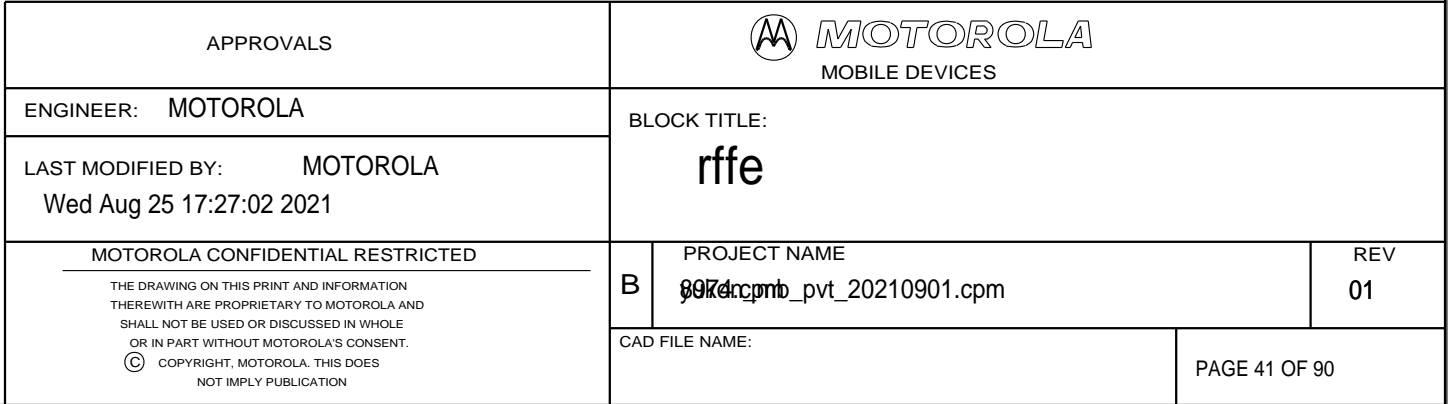 APPROVALS
MOTOROLA
MOBILE DEVICES
ENGINEER: MOTOROLA
LAST MODIFIED BY: MOTOROLA
Wed Aug 25 17:27:02 2021
BLOCK TITLE:
rffe
MOTOROLA CONFIDENTIAL RESTRICTED
THE DRAWING ON THIS PRINT AND INFORMATION
THEREWITH ARE PROPRIETARY TO MOTOROLA AND
SHALL NOT BE USED OR DISCUSSED IN WHOLE
OR IN PART WITHOUT MOTOROLA'S CONSENT.
© COPYRIGHT, MOTOROLA. THIS DOES
NOT IMPLY PUBLICATION
B
PROJECT NAME
_pvt_20210901.cpm
REV
01
CAD FILE NAME:
PAGE 41 OF 90